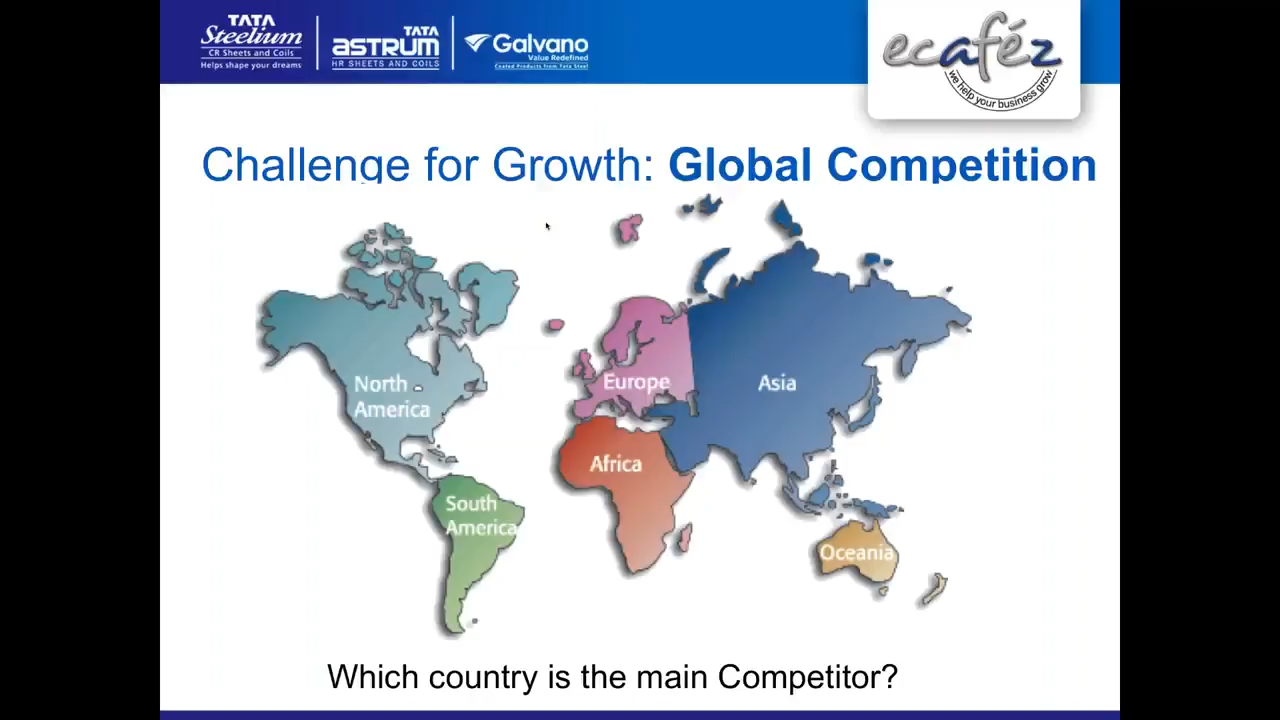 TATA
Steelium
CR Sheets and Coils
Helps shape your dreams
TATA
ASTRUM
HR SHEETS AND COILS
Galvano
Value Redefined
Coated Products from Tata Steel
ecaféz
we help your business grow
Challenge for Growth: Global Competition
North
America
Europe
Asia
Africa
South
America
Oceania
Which country is the main Competitor?